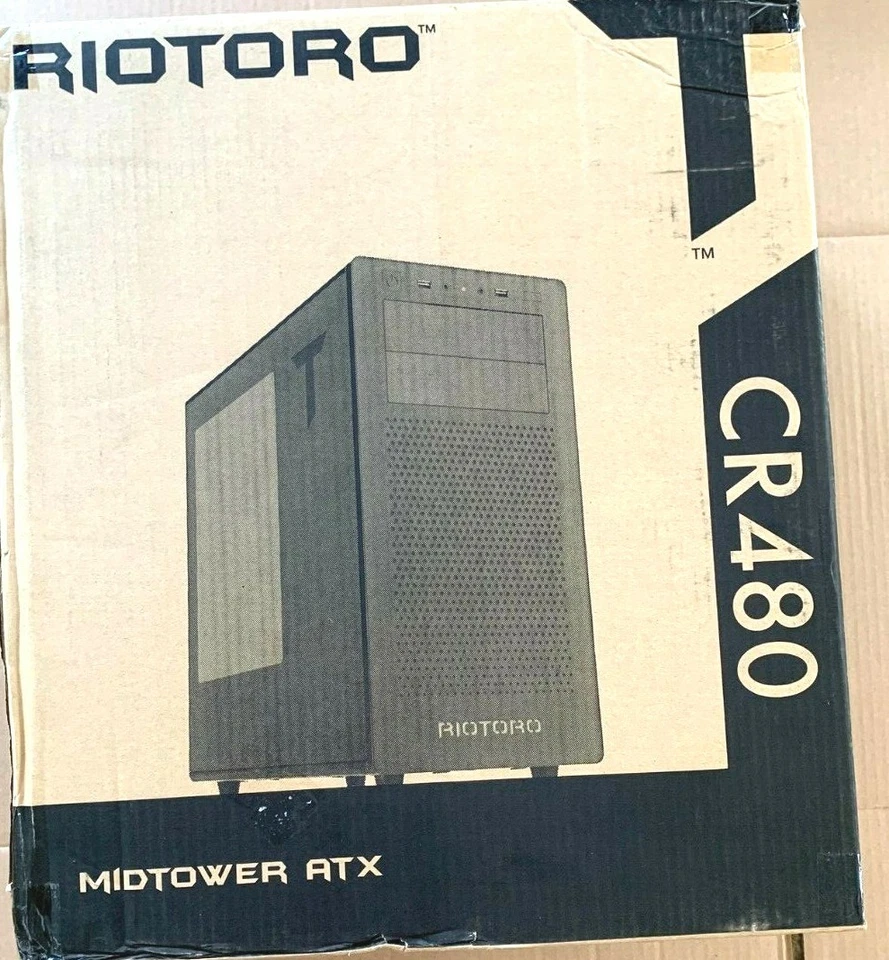 RIOTORO™
™
CR480
RIOTORO
MIDTOWER ATX